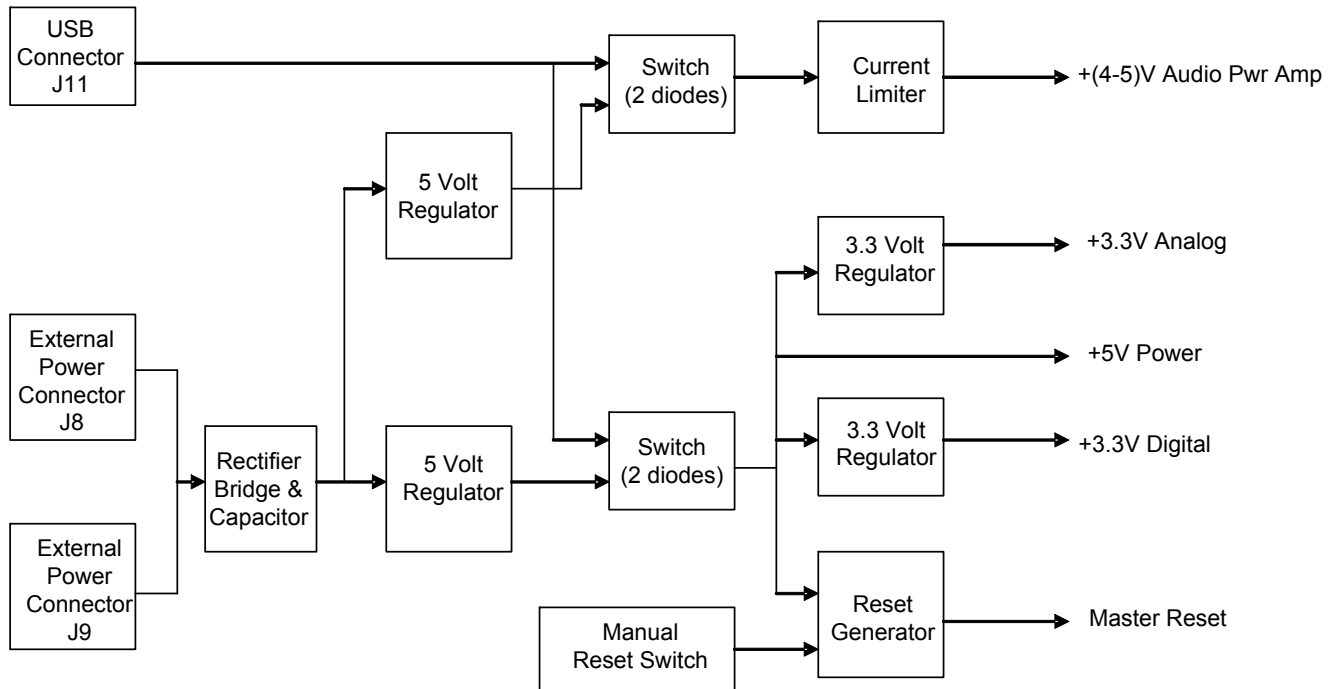 USB
Connector
J11
Switch
(2 diodes)
Current
Limiter
+(4-5)V Audio Pwr Amp
5 Volt
Regulator
3.3 Volt
Regulator
+3.3V Analog
External
Power
Connector
J8
+5V Power
Rectifier
Bridge &
Capacitor
5 Volt
Regulator
Switch
(2 diodes)
3.3 Volt
Regulator
+3.3V Digital
External
Power
Connector
J9
Manual
Reset Switch
Reset
Generator
Master Reset